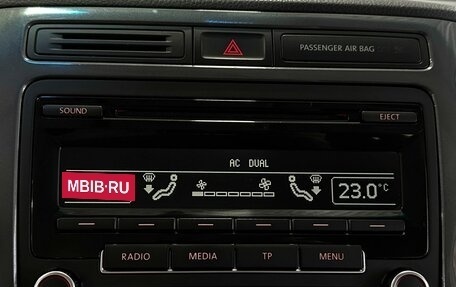 PASSENGER AIR BAG
SOUND
EJECT
AC DUAL
MBIB·RU
23.0°C
RADIO
MEDIA
TP
MENU